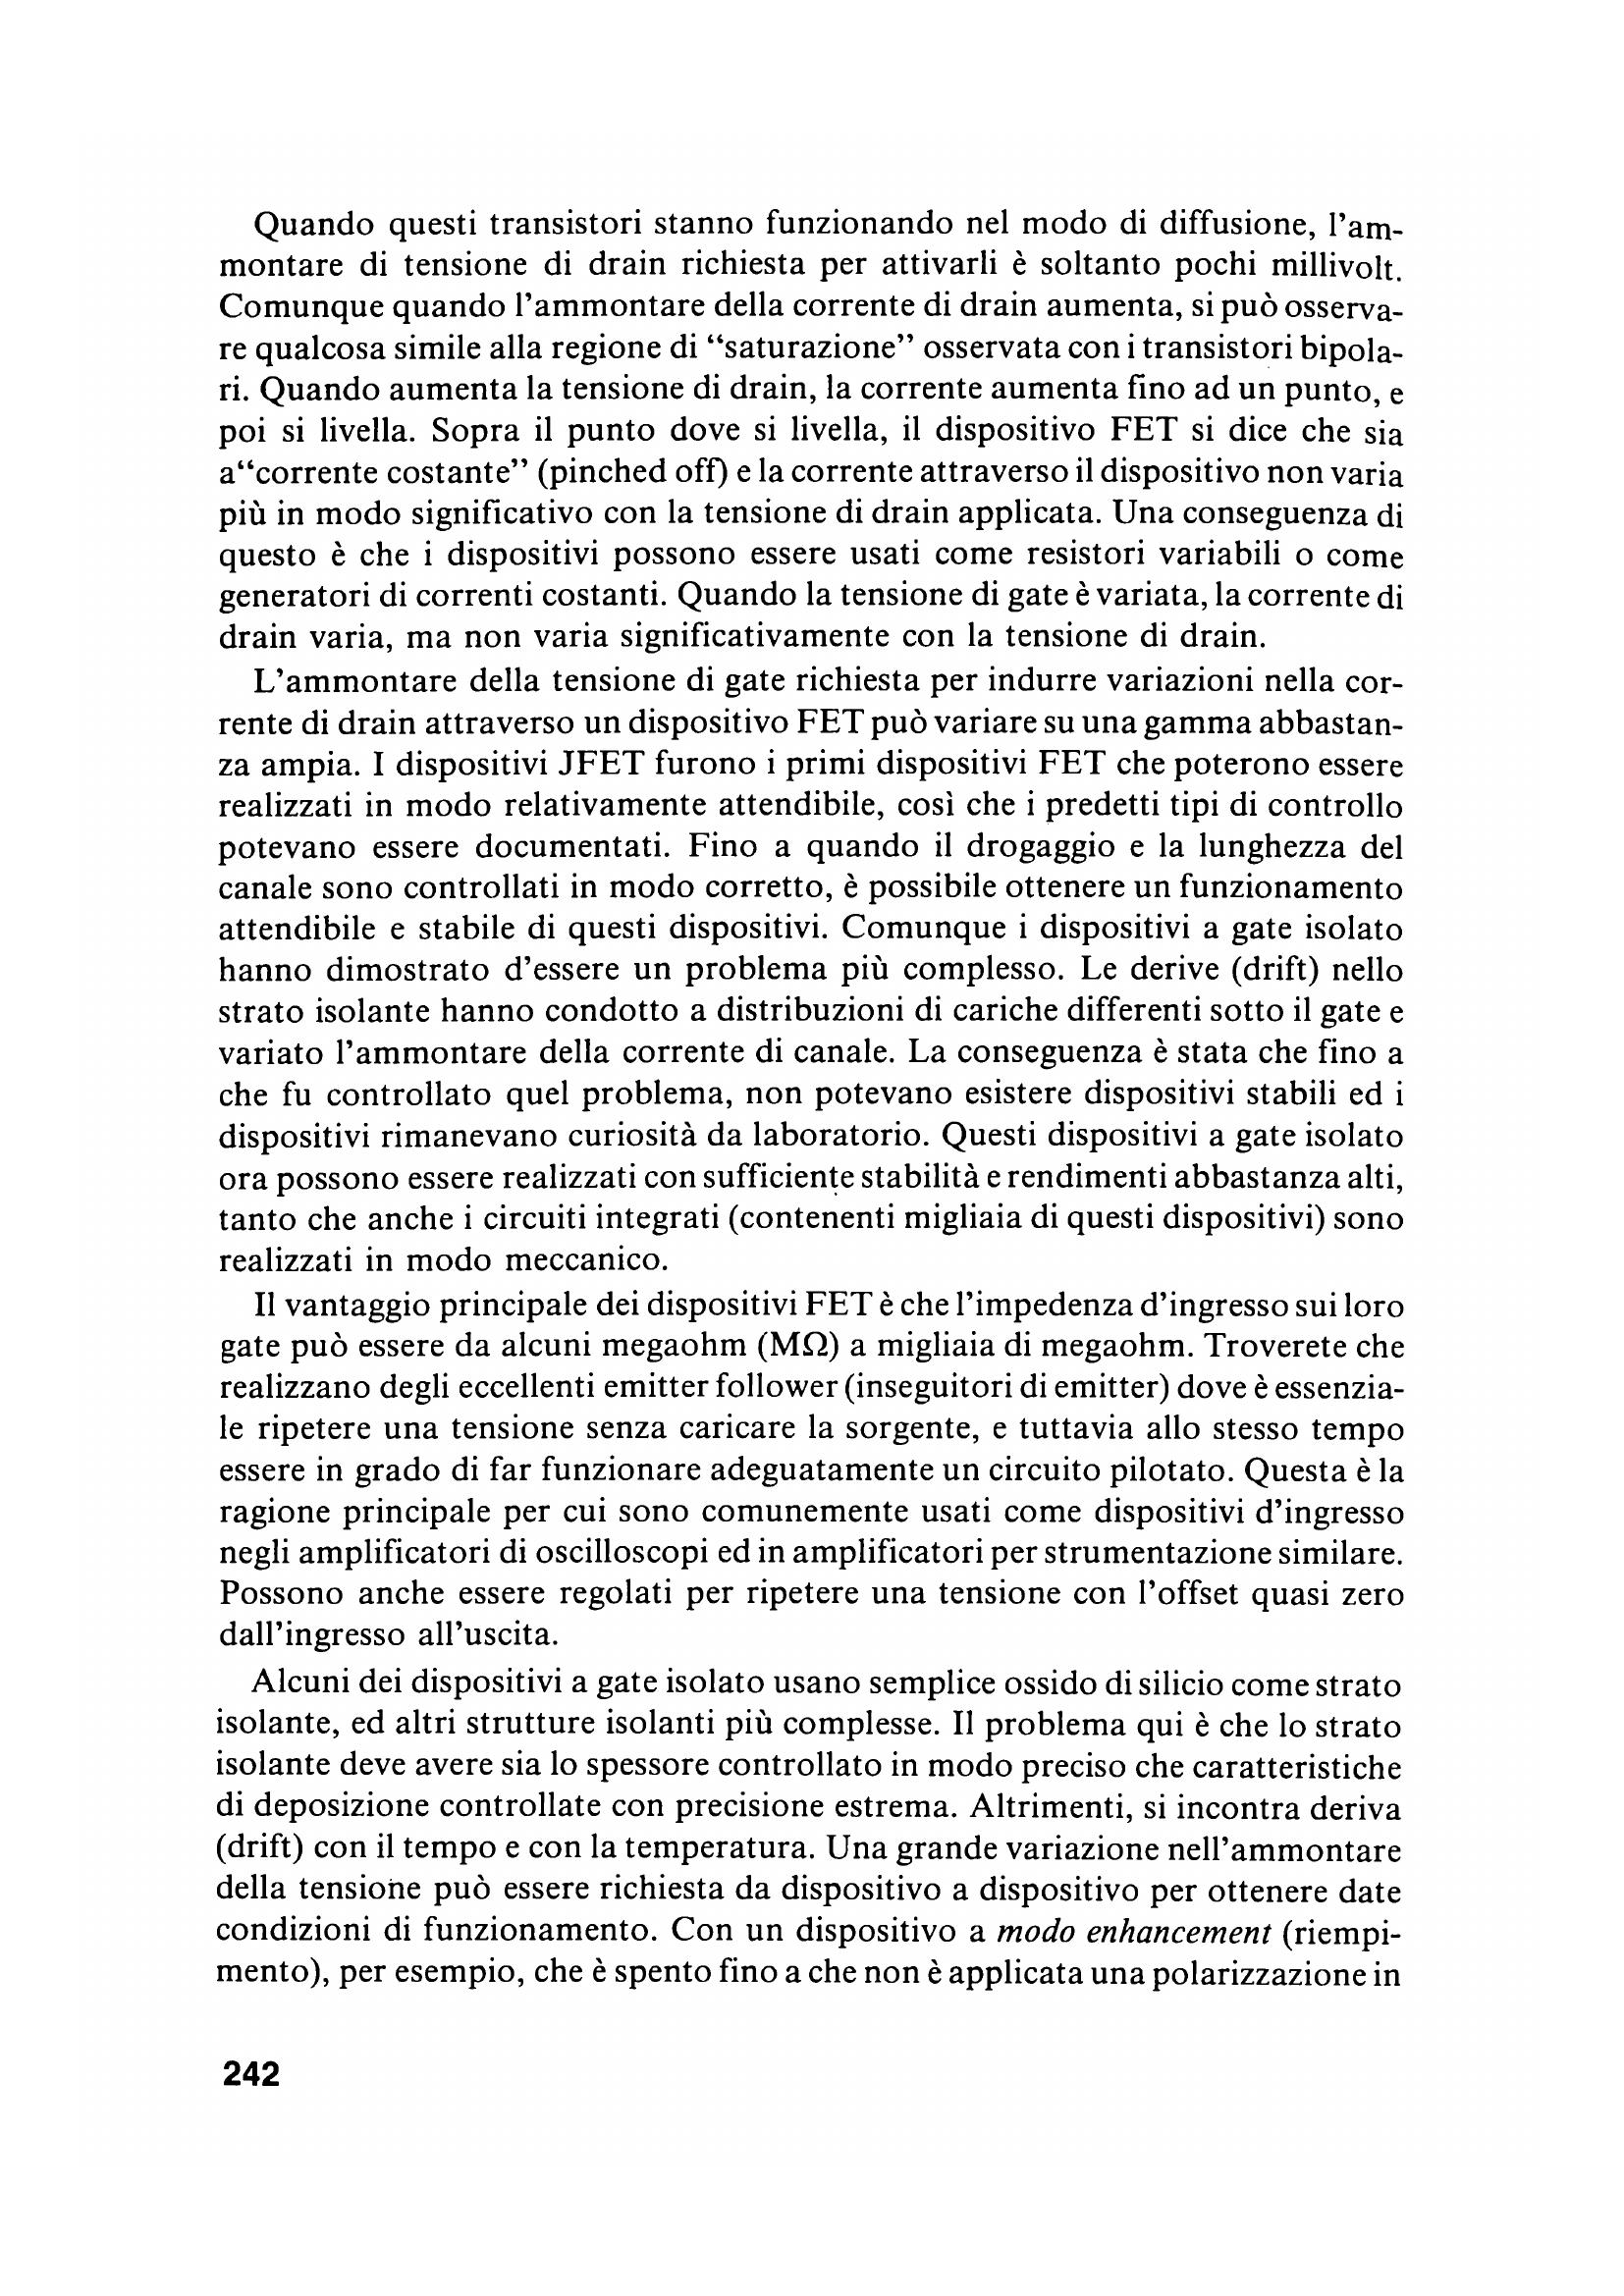 Quando questi transistori stanno funzionando nel modo di diffusione, l’am-
montare di tensione di drain richiesta per attivarli è soltanto pochi millivolt.
Comunque quando l’ammontare della corrente di drain aumenta, si può osserva-
re qualcosa simile alla regione di “saturazione” osservata con i transistori bipola-
ri. Quando aumenta la tensione di drain, la corrente aumenta fino ad un punto, e
poi si livella. Sopra il punto dove si livella, il dispositivo FET si dice che sia
a“corrente costante” (pinched off) e la corrente attraverso il dispositivo non varia
più in modo significativo con la tensione di drain applicata. Una conseguenza di
questo è che i dispositivi possono essere usati come resistori variabili o come
generatori di correnti costanti. Quando la tensione di gate è variata, la corrente di
drain varia, ma non varia significativamente con la tensione di drain.
L’ammontare della tensione di gate richiesta per indurre variazioni nella cor-
rente di drain attraverso un dispositivo FET può variare su una gamma abbastan-
za ampia. I dispositivi JFET furono i primi dispositivi FET che poterono essere
realizzati in modo relativamente attendibile, così che i predetti tipi di controllo
potevano essere documentati. Fino a quando il drogaggio e la lunghezza del
canale sono controllati in modo corretto, è possibile ottenere un funzionamento
attendibile e stabile di questi dispositivi. Comunque i dispositivi a gate isolato
hanno dimostrato d’essere un problema più complesso. Le derive (drift) nello
strato isolante hanno condotto a distribuzioni di cariche differenti sotto il gate e
variato l’ammontare della corrente di canale. La conseguenza è stata che fino a
che fu controllato quel problema, non potevano esistere dispositivi stabili ed i
dispositivi rimanevano curiosità da laboratorio. Questi dispositivi a gate isolato
ora possono essere realizzati con sufficiente stabilità e rendimenti abbastanza alti,
tanto che anche i circuiti integrati (contenenti migliaia di questi dispositivi) sono
realizzati in modo meccanico.
Il vantaggio principale dei dispositivi FET è che l’impedenza d’ingresso sui loro
gate può essere da alcuni megaohm (MΩ) a migliaia di megaohm. Troverete che
realizzano degli eccellenti emitter follower (inseguitori di emitter) dove è essenzia-
le ripetere una tensione senza caricare la sorgente, e tuttavia allo stesso tempo
essere in grado di far funzionare adeguatamente un circuito pilotato. Questa è la
ragione principale per cui sono comunemente usati come dispositivi d’ingresso
negli amplificatori di oscilloscopi ed in amplificatori per strumentazione similare.
Possono anche essere regolati per ripetere una tensione con l’offset quasi zero
dall’ingresso all’uscita.
Alcuni dei dispositivi a gate isolato usano semplice ossido di silicio come strato
isolante, ed altri strutture isolanti più complesse. Il problema qui è che lo strato
isolante deve avere sia lo spessore controllato in modo preciso che caratteristiche
di deposizione controllate con precisione estrema. Altrimenti, si incontra deriva
(drift) con il tempo e con la temperatura. Una grande variazione nell’ammontare
della tensione può essere richiesta da dispositivo a dispositivo per ottenere date
condizioni di funzionamento. Con un dispositivo a modo enhancement (riempi-
mento), per esempio, che è spento fino a che non è applicata una polarizzazione in
242